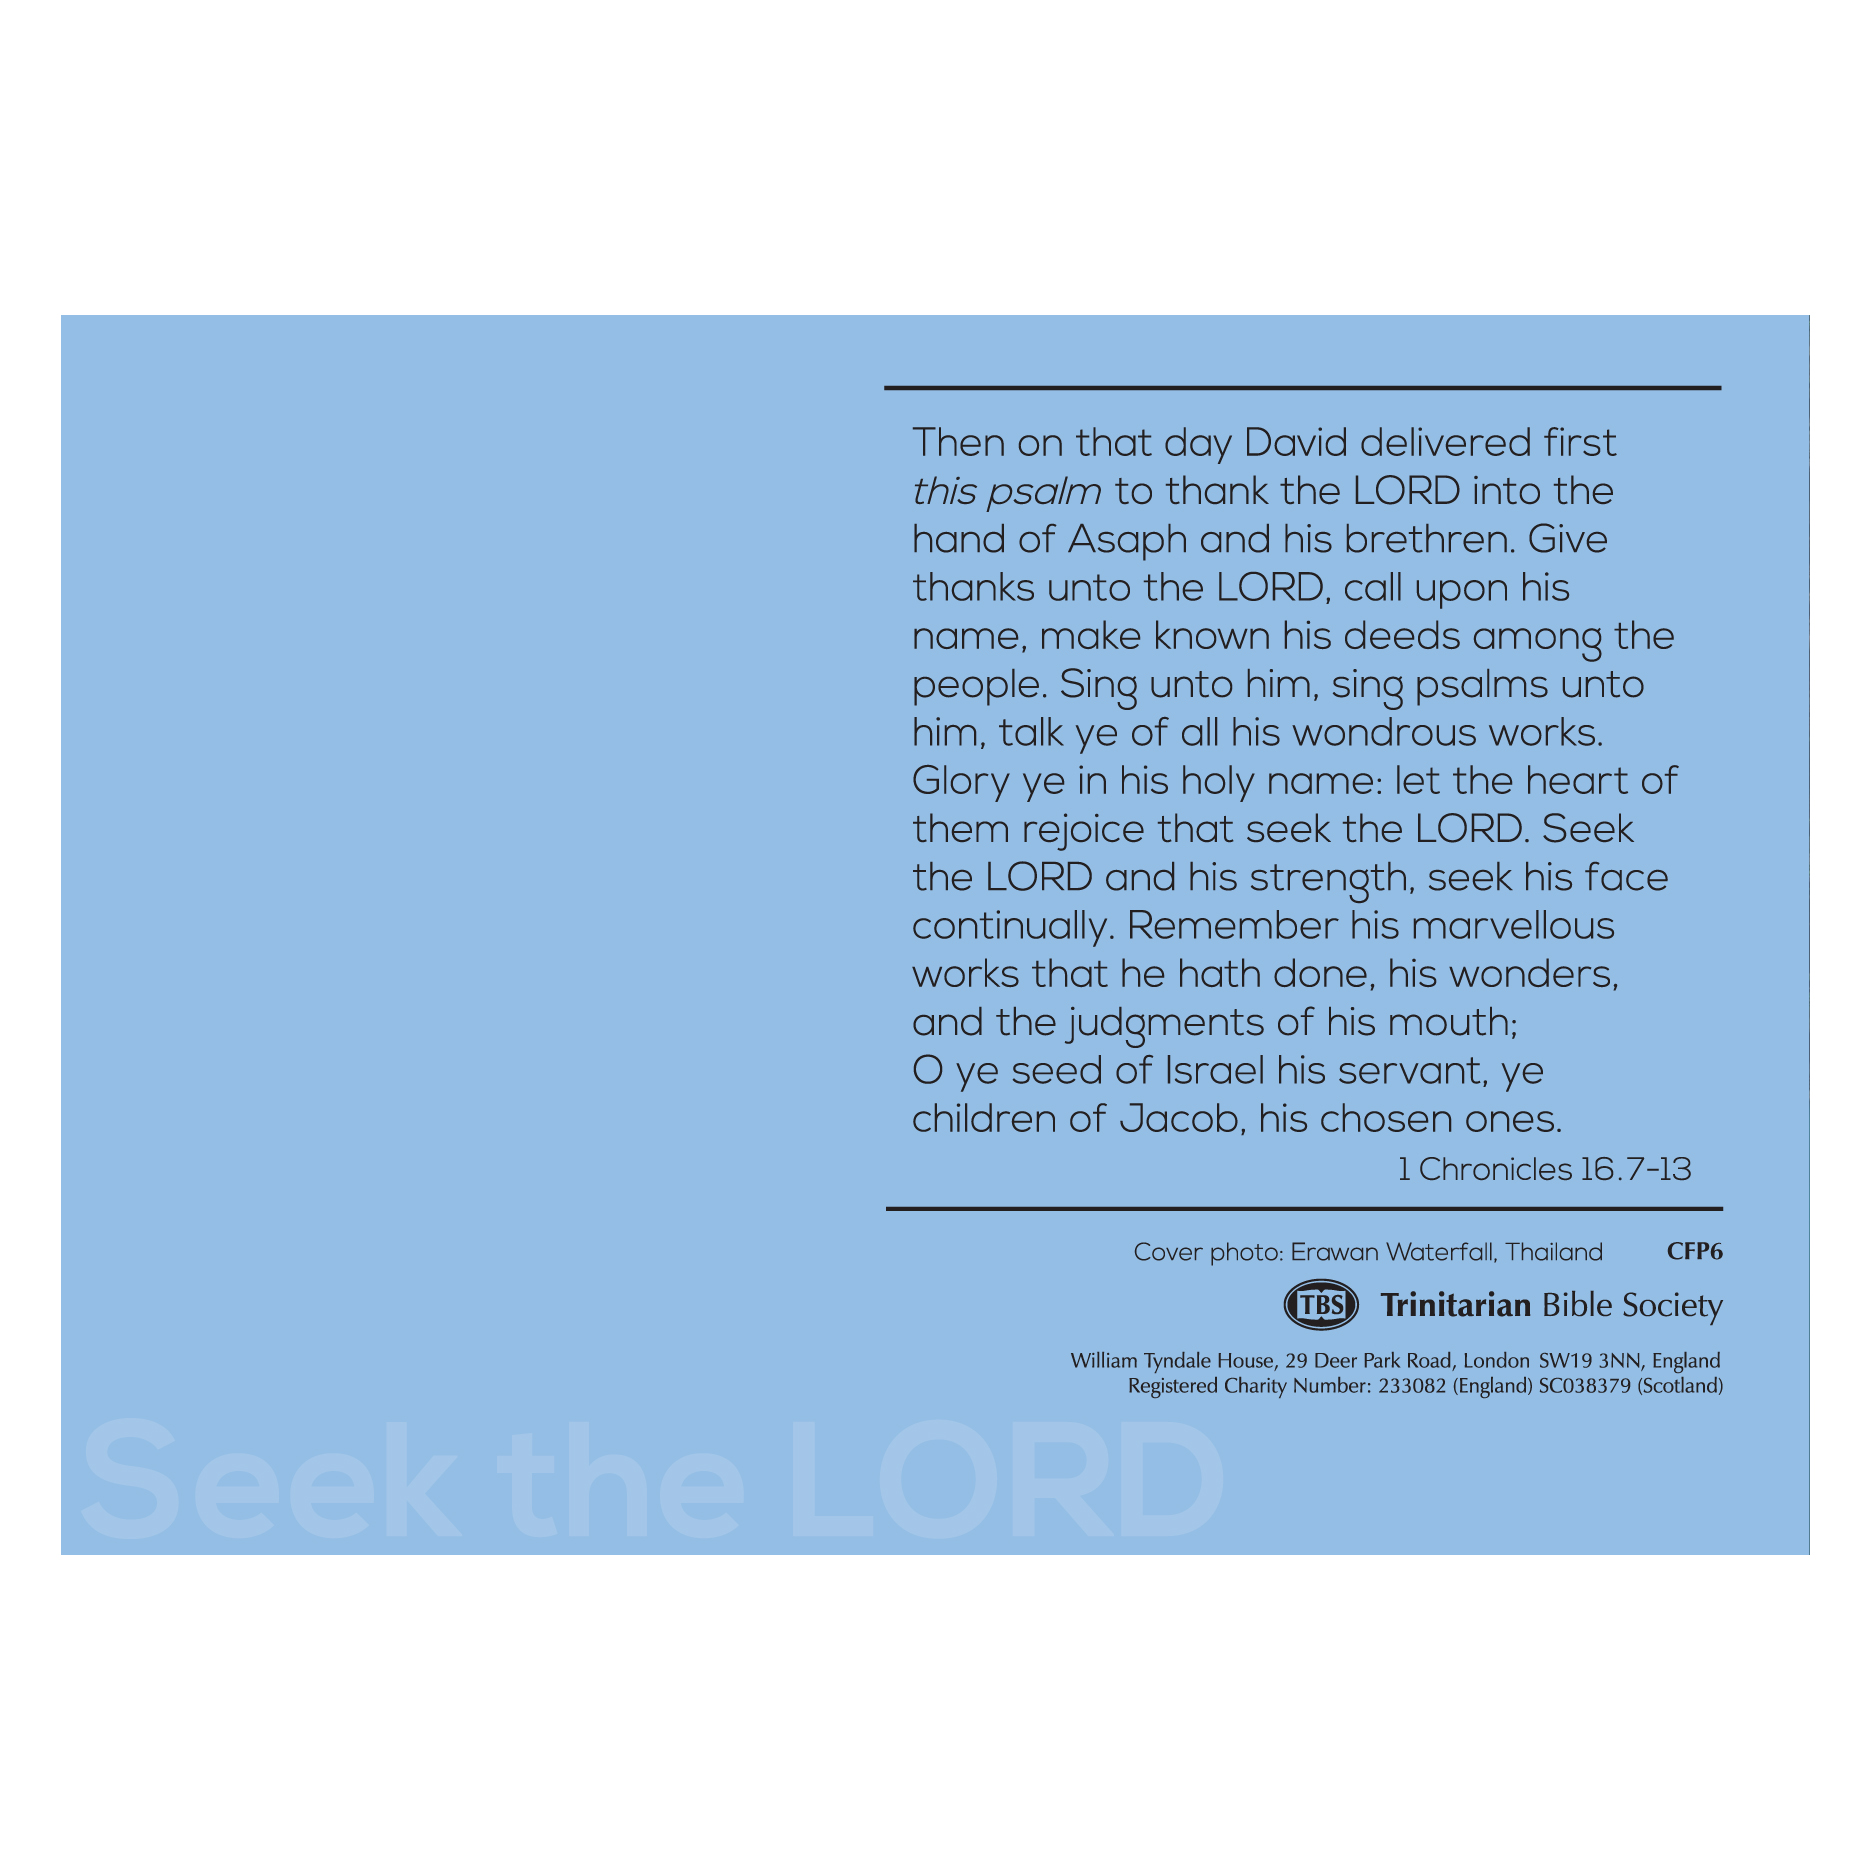 Then on that day David delivered first
this psalm to thank the LORD into the
hand of Asaph and his brethren. Give
thanks unto the LORD, call upon his
name, make known his deeds among the
people. Sing unto him, sing psalms unto
him, talk ye of all his wondrous works.
Glory ye in his holy name: let the heart of
them rejoice that seek the LORD. Seek
the LORD and his strength, seek his face
continually. Remember his marvellous
works that he hath done, his wonders,
and the judgments of his mouth;
O ye seed of Israel his servant, ye
children of Jacob, his chosen ones.
1 Chronicles 16.7-13
Cover photo: Erawan Waterfall, Thailand CFP6
TBS Trinitarian Bible Society
William Tyndale House, 29 Deer Park Road, London SW19 3NN, England
Registered Charity Number: 233082 (England) SC038379 (Scotland)
Seek the LORD